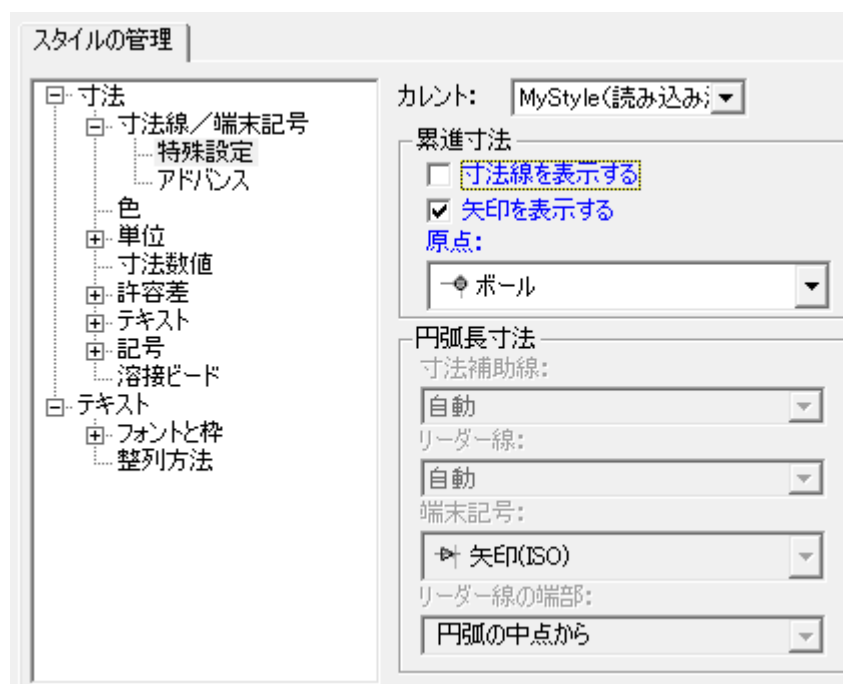 スタイルの管理
寸法
寸法線／端末記号
特殊設定
アドバンス
色
単位
寸法数値
許容差
テキスト
記号
溶接ビード
テキスト
フォントと枠
整列方法
カレント： MyStyle(読み込み
累進寸法
寸法線を表示する
矢印を表示する
原点：
ボール
円弧長寸法
寸法補助線：
自動
リーダー線：
自動
端末記号：
矢印(ISO)
リーダー線の端部：
円弧の中点から